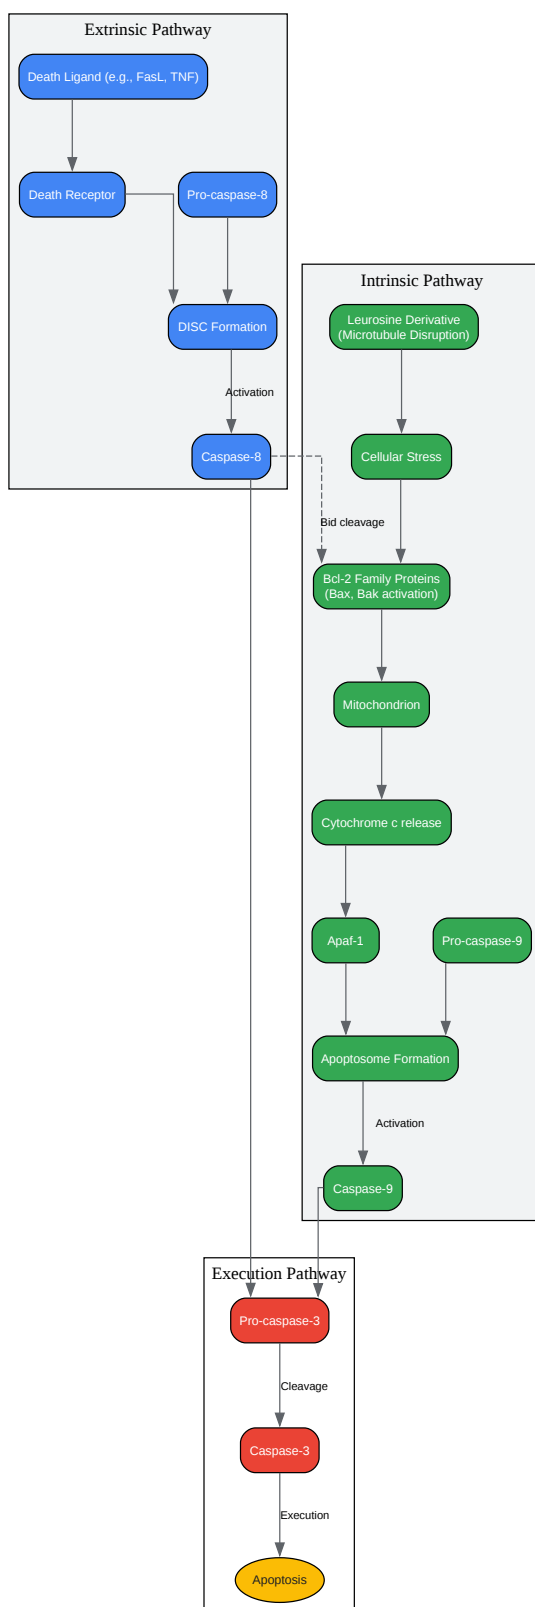 Extrinsic Pathway
Death Ligand (e.g., FasL, TNF)
Death Receptor
Pro-caspase-8
DISC Formation
Activation
Caspase-8
Intrinsic Pathway
Leurosine Derivative
(Microtubule Disruption)
Cellular Stress
Bid cleavage
Bcl-2 Family Proteins
(Bax, Bak activation)
Mitochondrion
Cytochrome c release
Apaf-1
Pro-caspase-9
Apoptosome Formation
Activation
Caspase-9
Execution Pathway
Pro-caspase-3
Cleavage
Caspase-3
Execution
Apoptosis